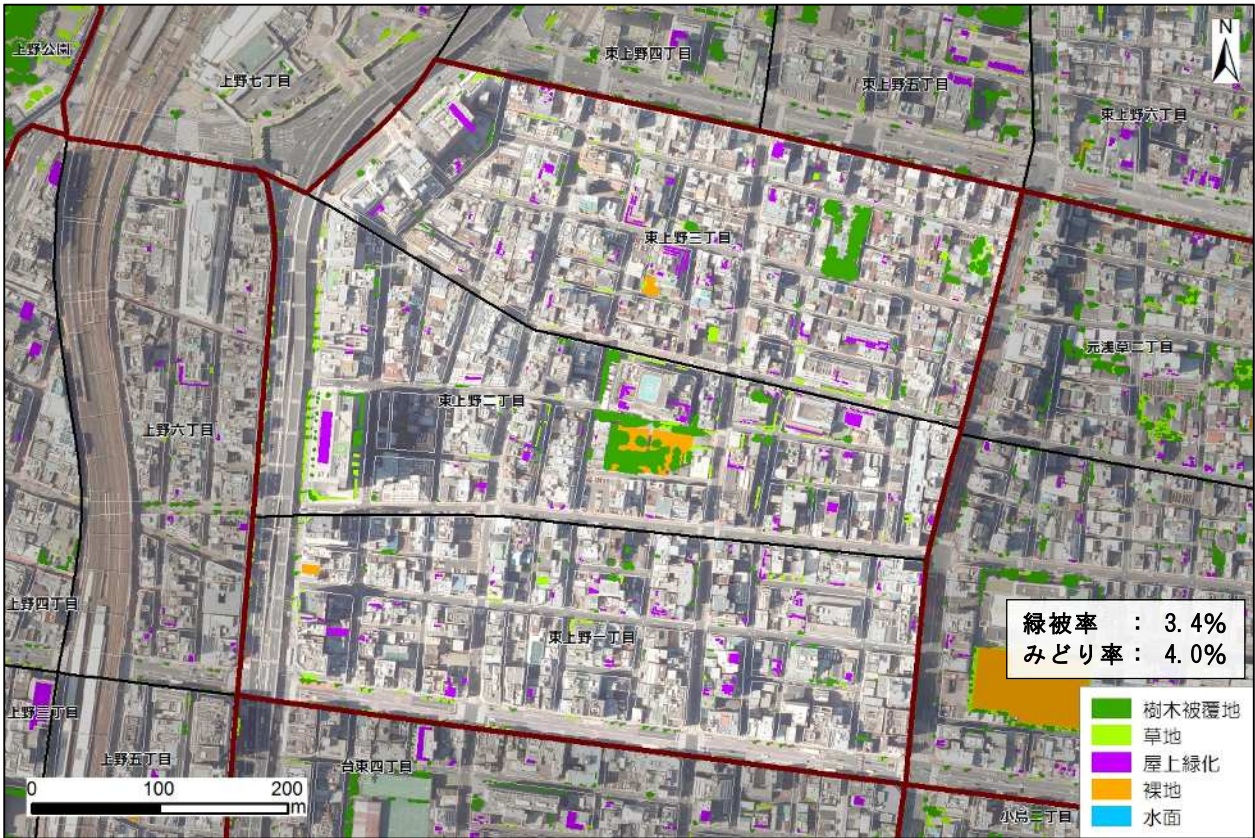 N
上野公園
上野七丁目
東上野四丁目
東上野五丁目
東上野六丁目
東上野三丁目
元浅草二丁目
東上野二丁目
上野六丁目
上野四丁目
東上野一丁目
緑被率 : 3.4%
みどり率 : 4.0%
上野三丁目
上野五丁目
台東四丁目
小島二丁目
樹木被覆地
草地
屋上緑化
裸地
水面
0 100 200
m